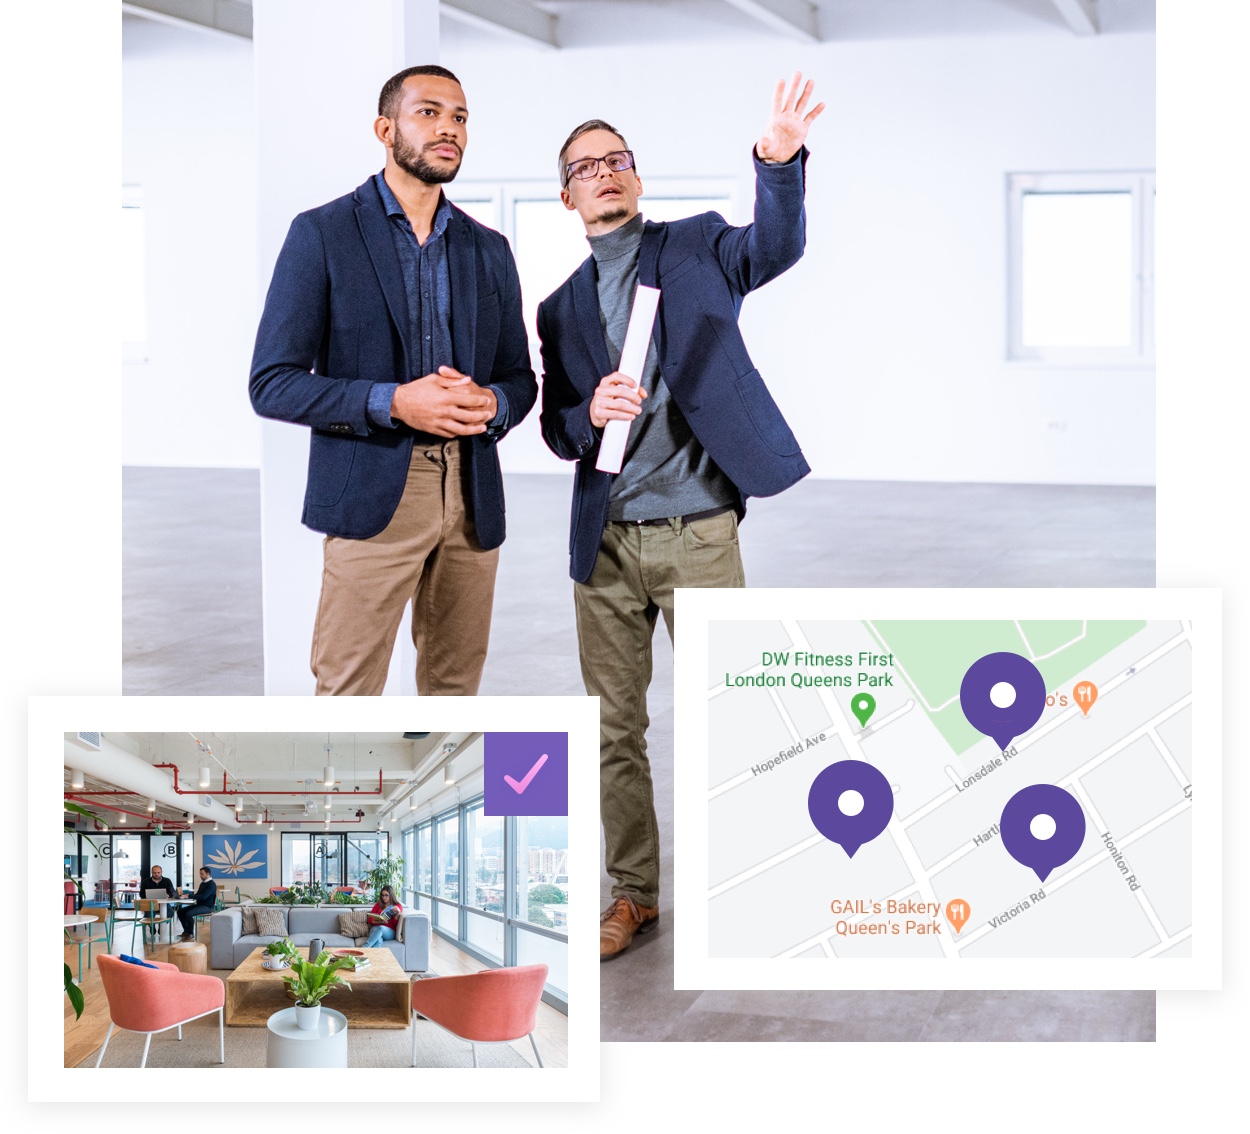 DW Fitness First
London Queens Park
o's
Hopefield Ave
Lonsdale Rd
Honiton Rd
GAIL's Bakery
Queen's Park
Victoria Rd
C
B
A